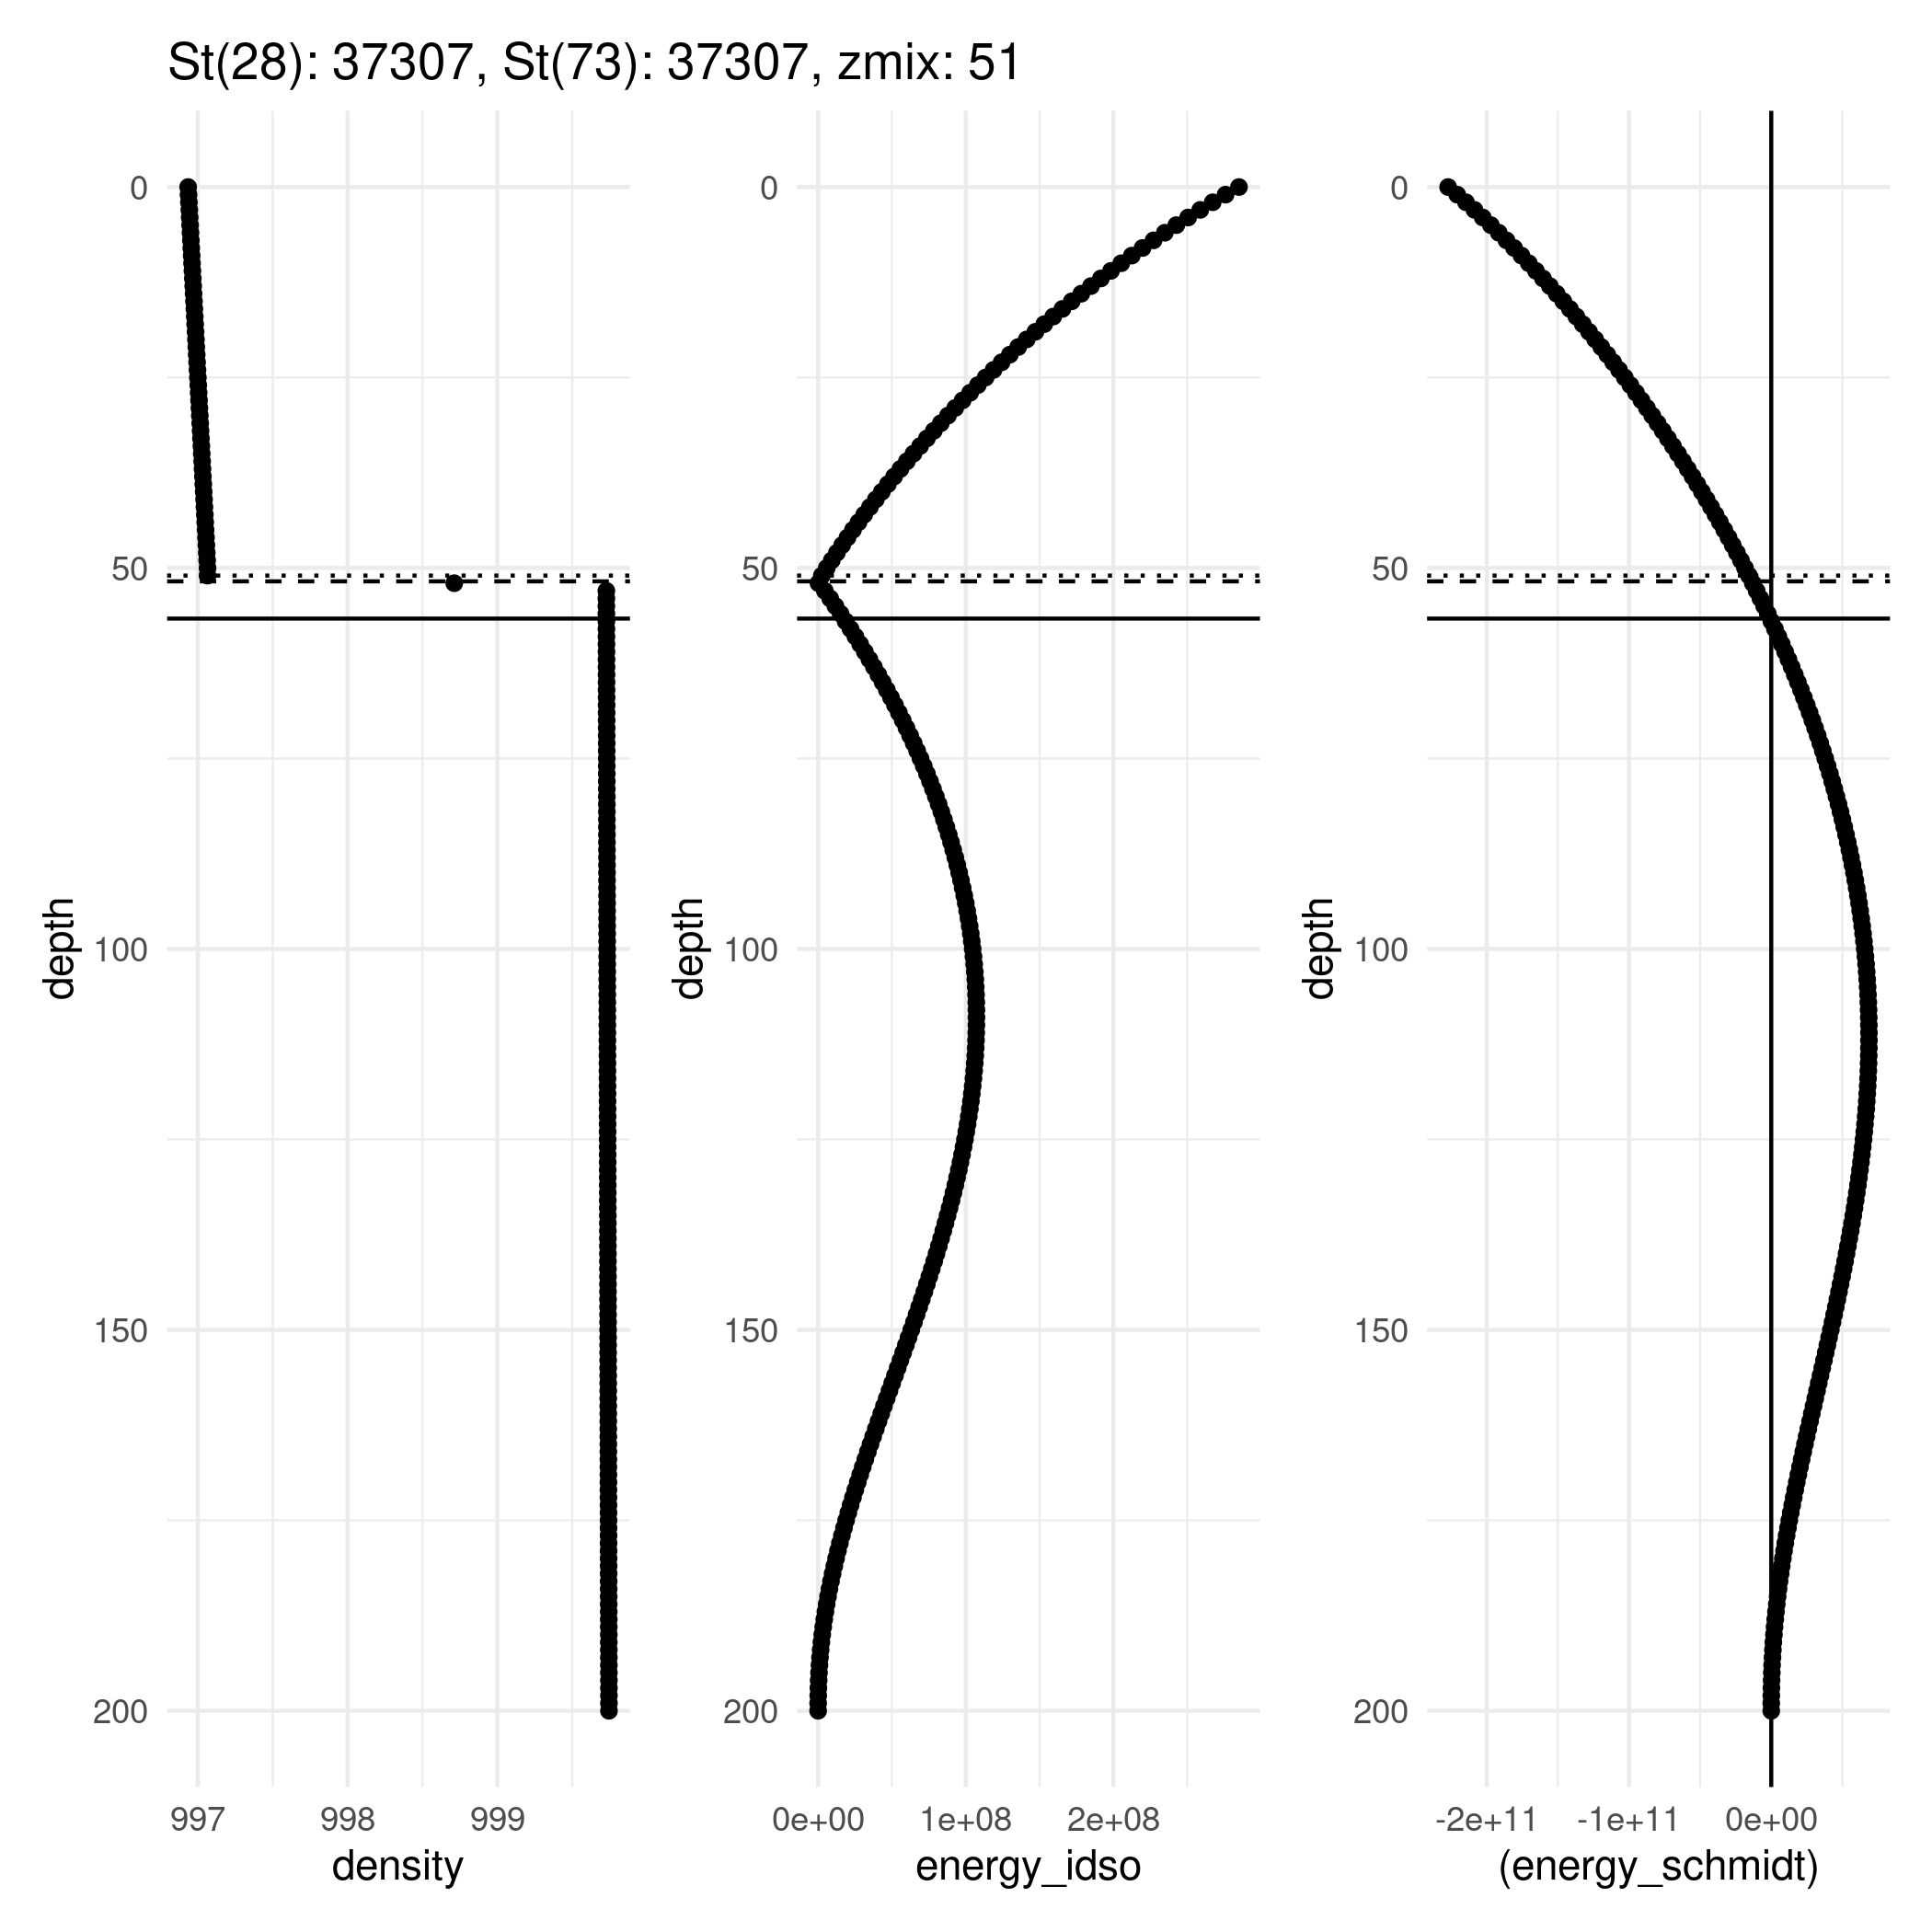 St(28): 37307, St(73): 37307, zmix: 51
depth
0
50
100
150
200
997 998 999
density
depth
0
50
100
150
200
0e+00 1e+08 2e+08
energy_idso
depth
0
50
100
150
200
-2e+11 -1e+11 0e+00
(energy_schmidt)